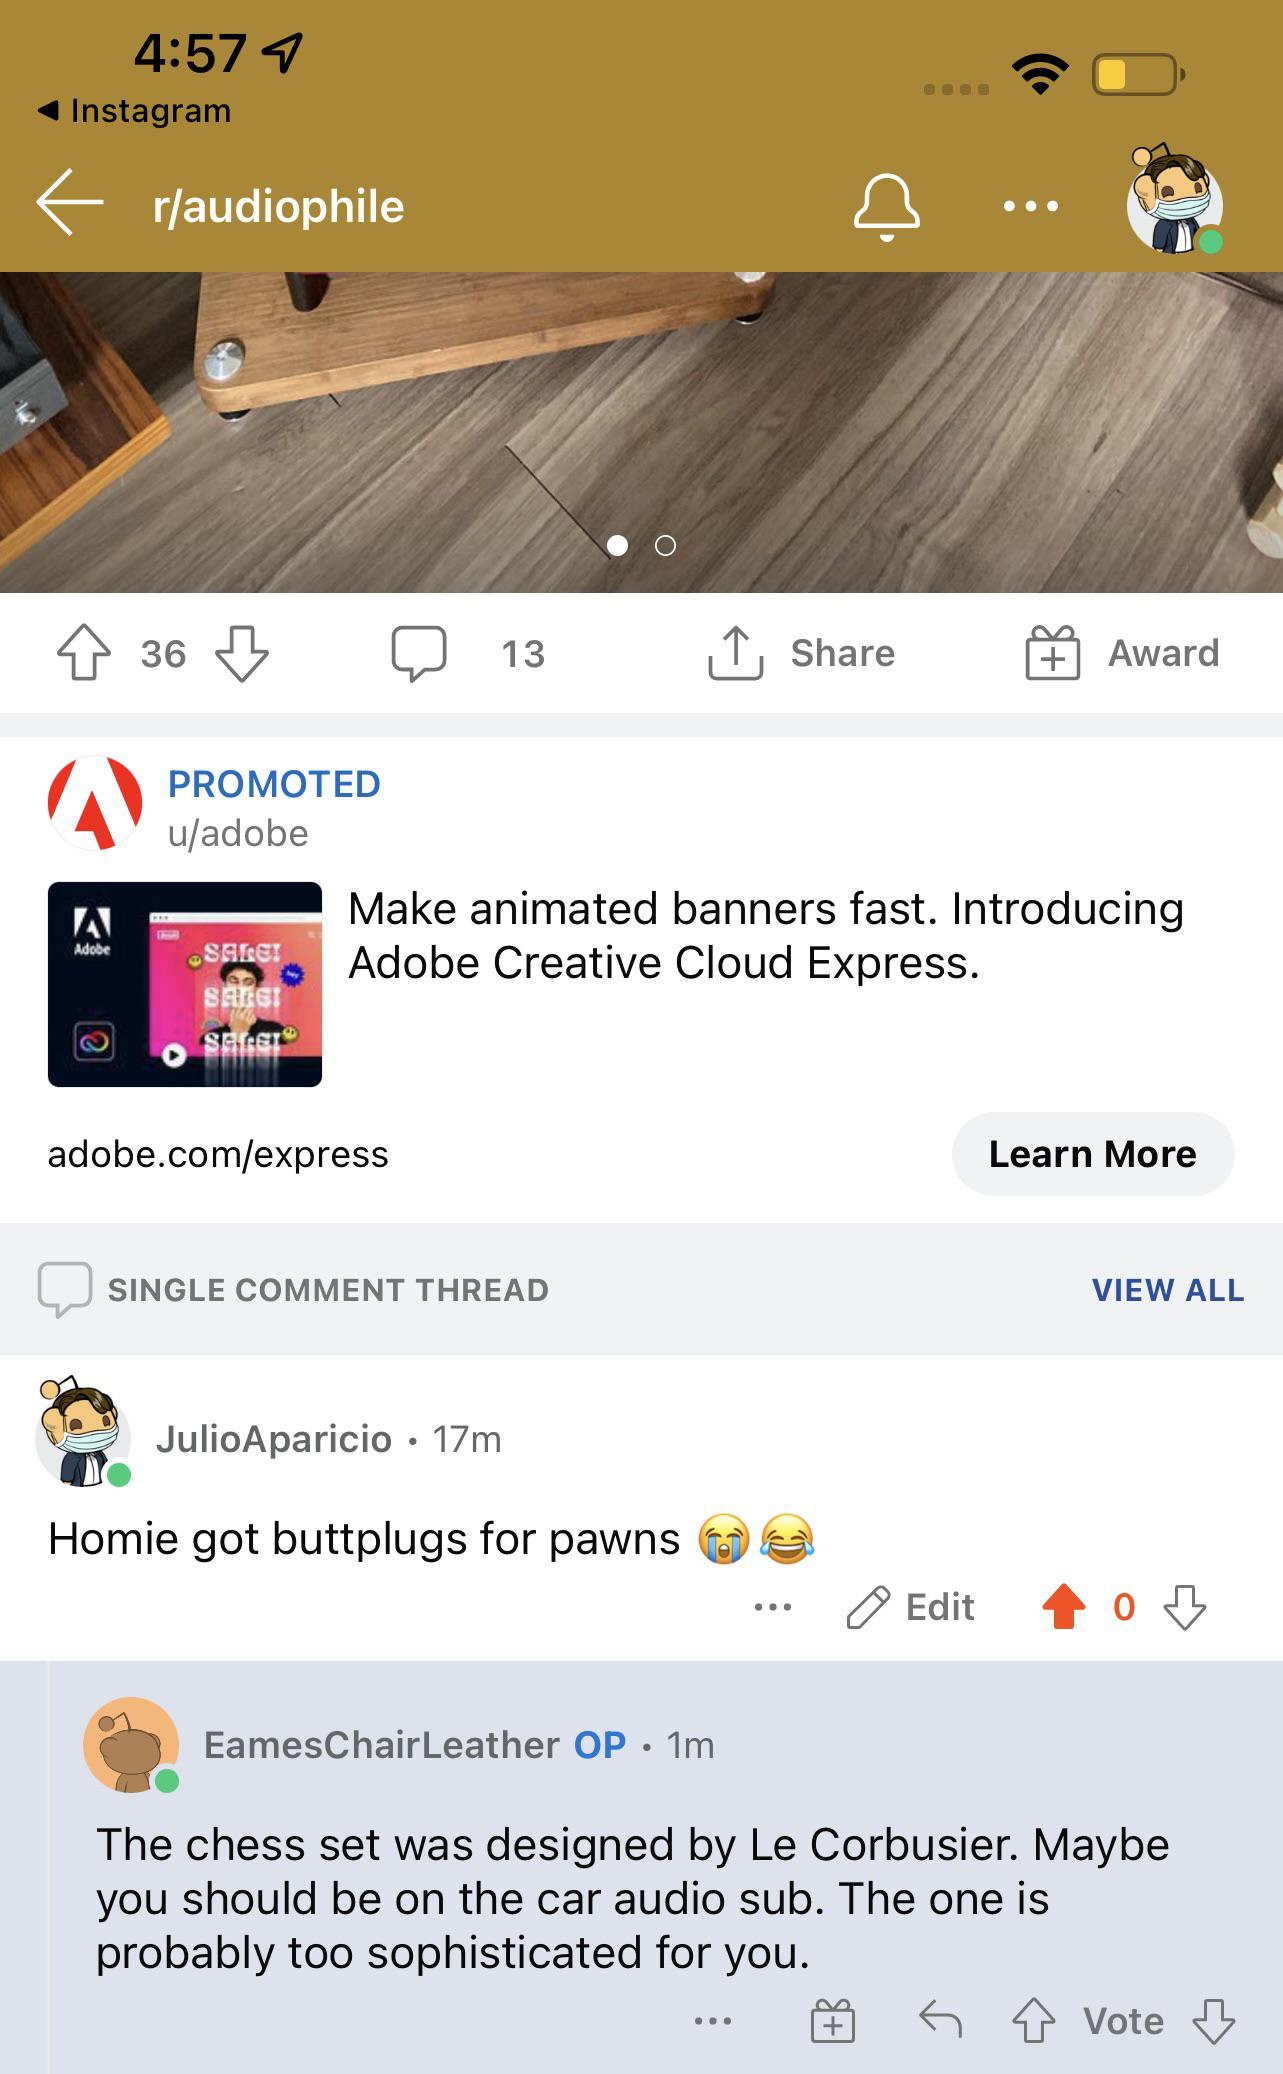 4:57
Instagram
r/audiophile
36
13
Share
Award
PROMOTED
u/adobe
Adobe
SALE!
SALE!
SALE!
Make animated banners fast. Introducing
Adobe Creative Cloud Express.
adobe.com/express
Learn More
SINGLE COMMENT THREAD
VIEW ALL
JulioAparicio • 17m
Homie got buttplugs for pawns 😭😂
... Edit 0
EamesChairLeather OP • 1m
The chess set was designed by Le Corbusier. Maybe
you should be on the car audio sub. The one is
probably too sophisticated for you.
... Vote